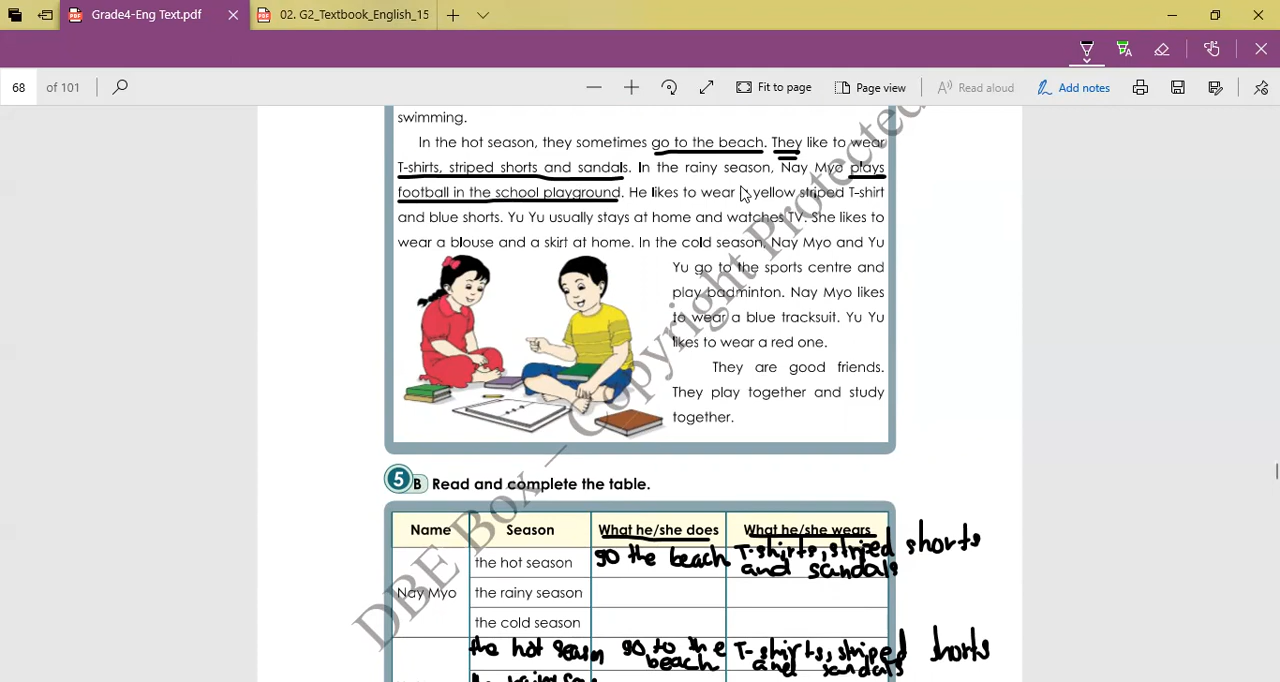 Grade4-Eng Text.pdf
02. G2_Textbook_English_15
68 of 101
Fit to page
Page view
Read aloud
Add notes
swimming.
In the hot season, they sometimes go to the beach. They like to wear
T-shirts, striped shorts and sandals. In the rainy season, Nay Myo plays
football in the school playground. He likes to wear a yellow striped T-shirt
and blue shorts. Yu Yu usually stays at home and watches TV. She likes to
wear a blouse and a skirt at home. In the cold season, Nay Myo and Yu
Yu go to the sports centre and
play badminton. Nay Myo likes
to wear a blue tracksuit. Yu Yu
likes to wear a red one.
They are good friends.
They play together and study
together.
DBE Box – Copyright Protected
5 B Read and complete the table.
Name Season What he/she does What he/she wears
the hot season go the beach T-shirts, striped shorts
and sandals
Nay Myo the rainy season
the cold season
the hot season go to the T-shirts, striped shorts
beach and sandals